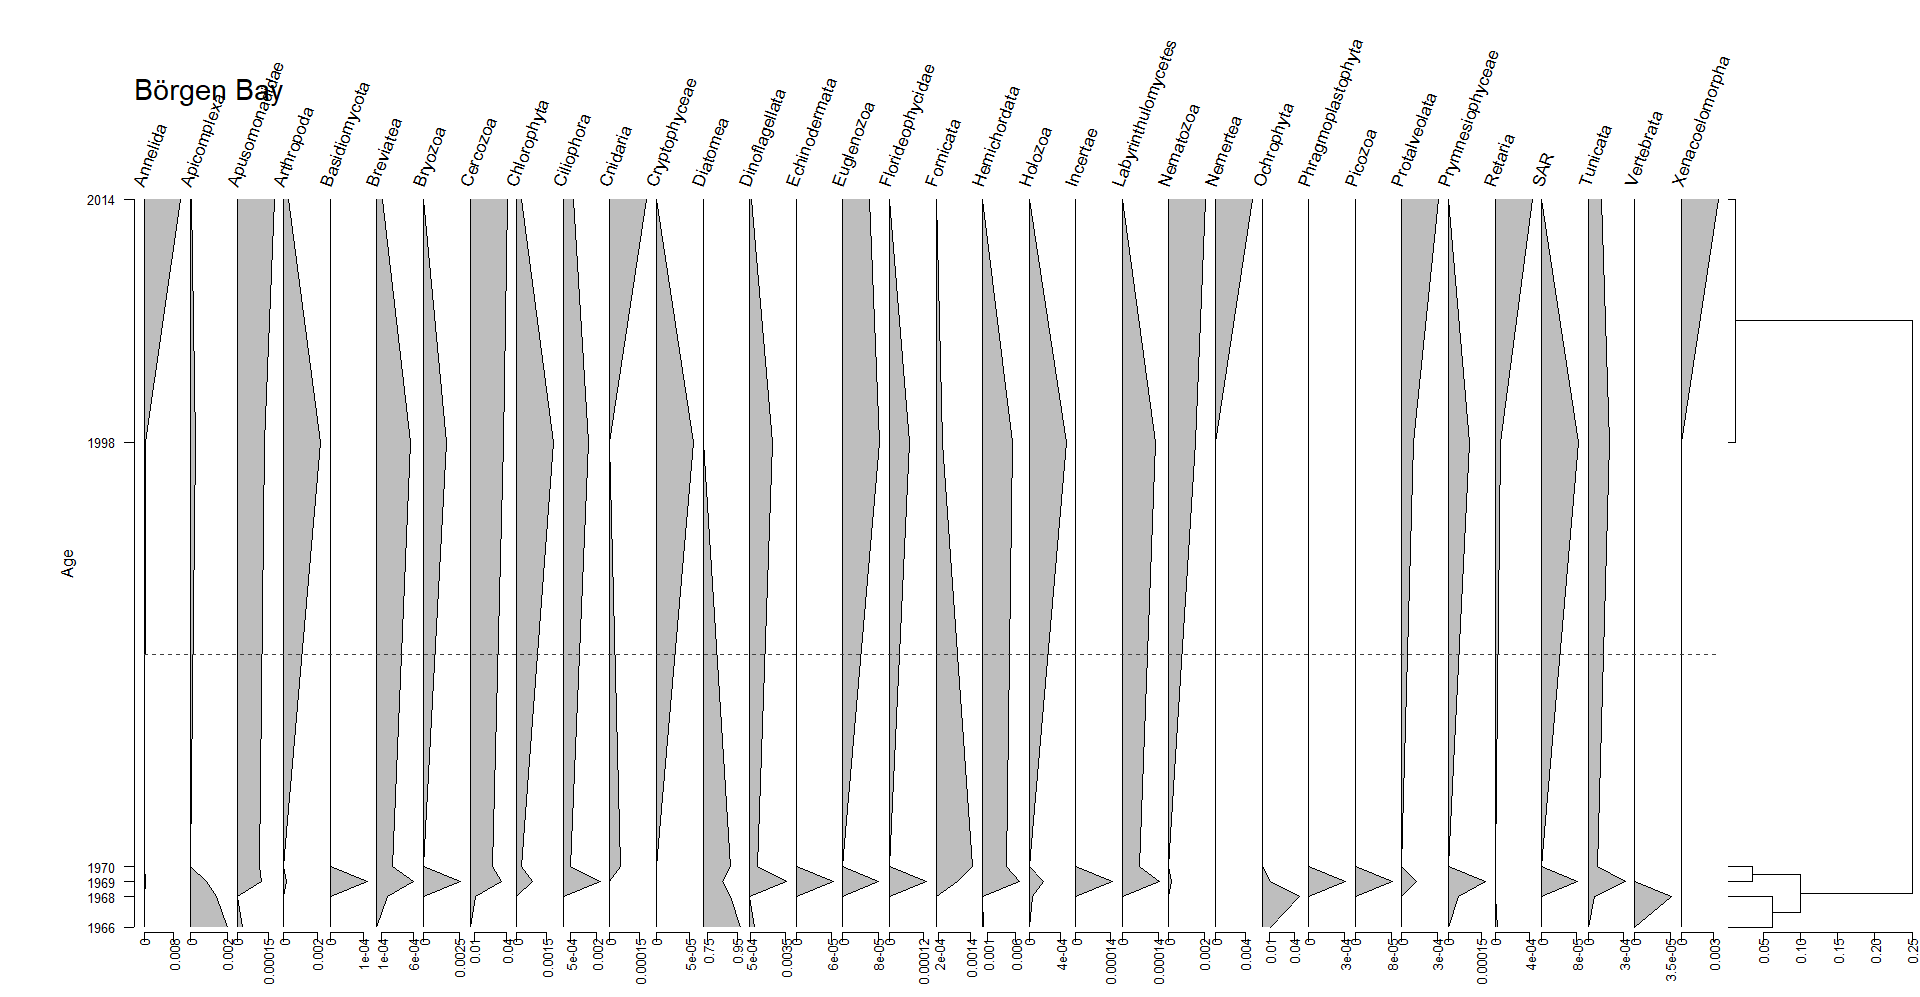 Börgen Bay
Annelida
Apicomplexa
Apusomonadidae
Arthropoda
Basidiomycota
Breviatea
Bryozoa
Cercozoa
Chlorophyta
Ciliophora
Cnidaria
Cryptophyceae
Diatomea
Dinoflagellata
Echinodermata
Euglenozoa
Florideophycidae
Fornicata
Hemichordata
Holozoa
Incertae
Labyrinthulomycetes
Nematozoa
Nemertea
Ochrophyta
Phragmoplastophyta
Picozoa
Protalveolata
Prymnesiophyceae
Retaria
SAR
Tunicata
Vertebrata
Xenacoelomorpha
2014
1998
Age
1970
1969
1968
1966
0 0.008
0 0.002
0 0.00015
0 0.002
0 1e-04
1e-04 6e-04
0 0.0025
0.01 0.04
0 0.0015
5e-04 0.002
0 0.00015
0 5e-05
0.75 0.95
5e-04 0.0035
0 6e-05
0 8e-05
0 0.00012
2e-04 0.0014
0.001 0.006
0 4e-04
0 0.00014
0 0.00014
0 0.002
0 0.004
0.01 0.04
0 3e-04
0 8e-05
0 3e-04
0 0.00015
0 4e-04
0 8e-05
0 3e-04
0 3.5e-05
0 0.003
0.05 0.10 0.15 0.20 0.25